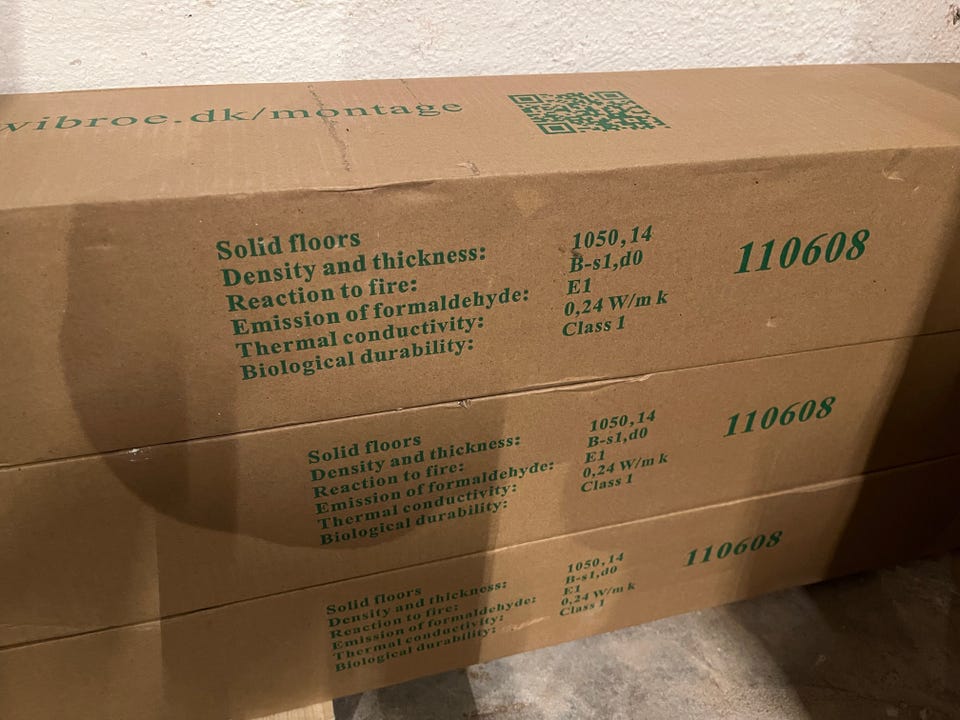 wibroe.dk/montage
Solid floors
Density and thickness: 1050,14
Reaction to fire: B-s1,d0
Emission of formaldehyde: E1
Thermal conductivity: 0,24 W/m k
Biological durability: Class 1
110608
Solid floors
Density and thickness: 1050,14
Reaction to fire: B-s1,d0
Emission of formaldehyde: E1
Thermal conductivity: 0,24 W/m k
Biological durability: Class 1
110608
Solid floors
Density and thickness: 1050,14
Reaction to fire: B-s1,d0
Emission of formaldehyde: E1
Thermal conductivity: 0,24 W/m k
Biological durability: Class 1
110608